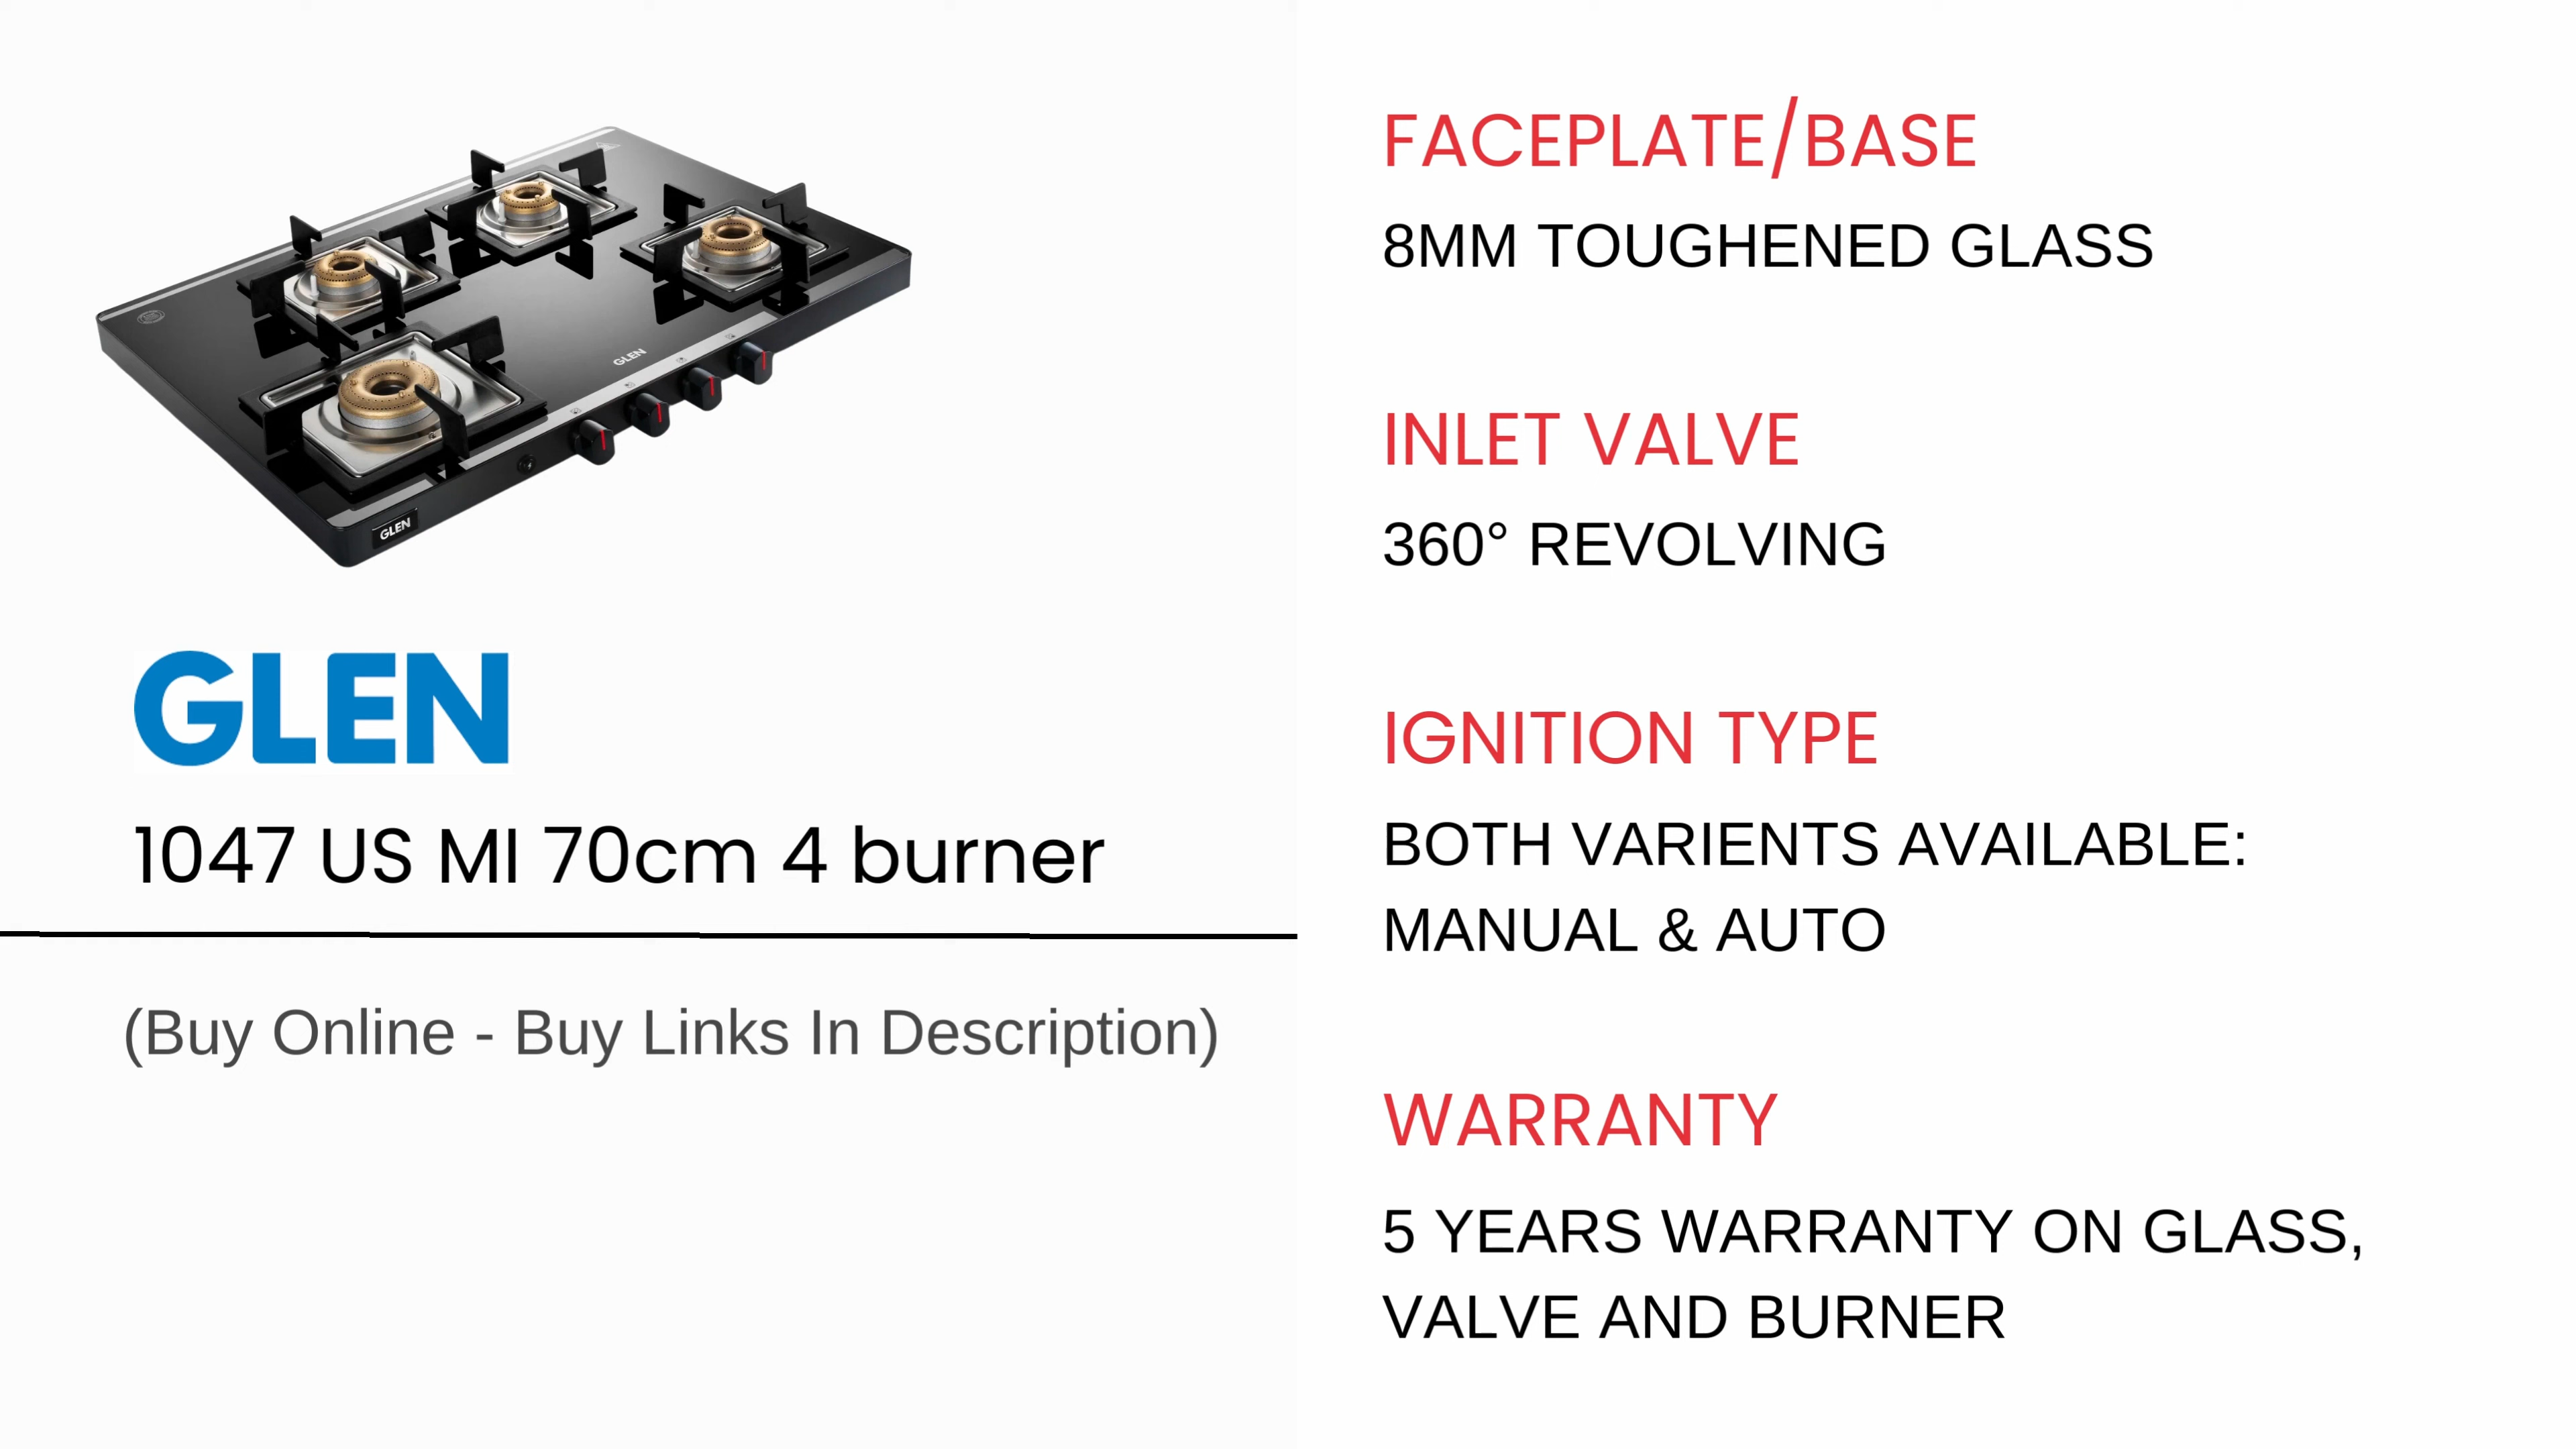 GLEN
GLEN
GLEN
1047 US MI 70cm 4 burner
(Buy Online - Buy Links In Description)
FACEPLATE/BASE
8MM TOUGHENED GLASS
INLET VALVE
360° REVOLVING
IGNITION TYPE
BOTH VARIENTS AVAILABLE:
MANUAL & AUTO
WARRANTY
5 YEARS WARRANTY ON GLASS,
VALVE AND BURNER